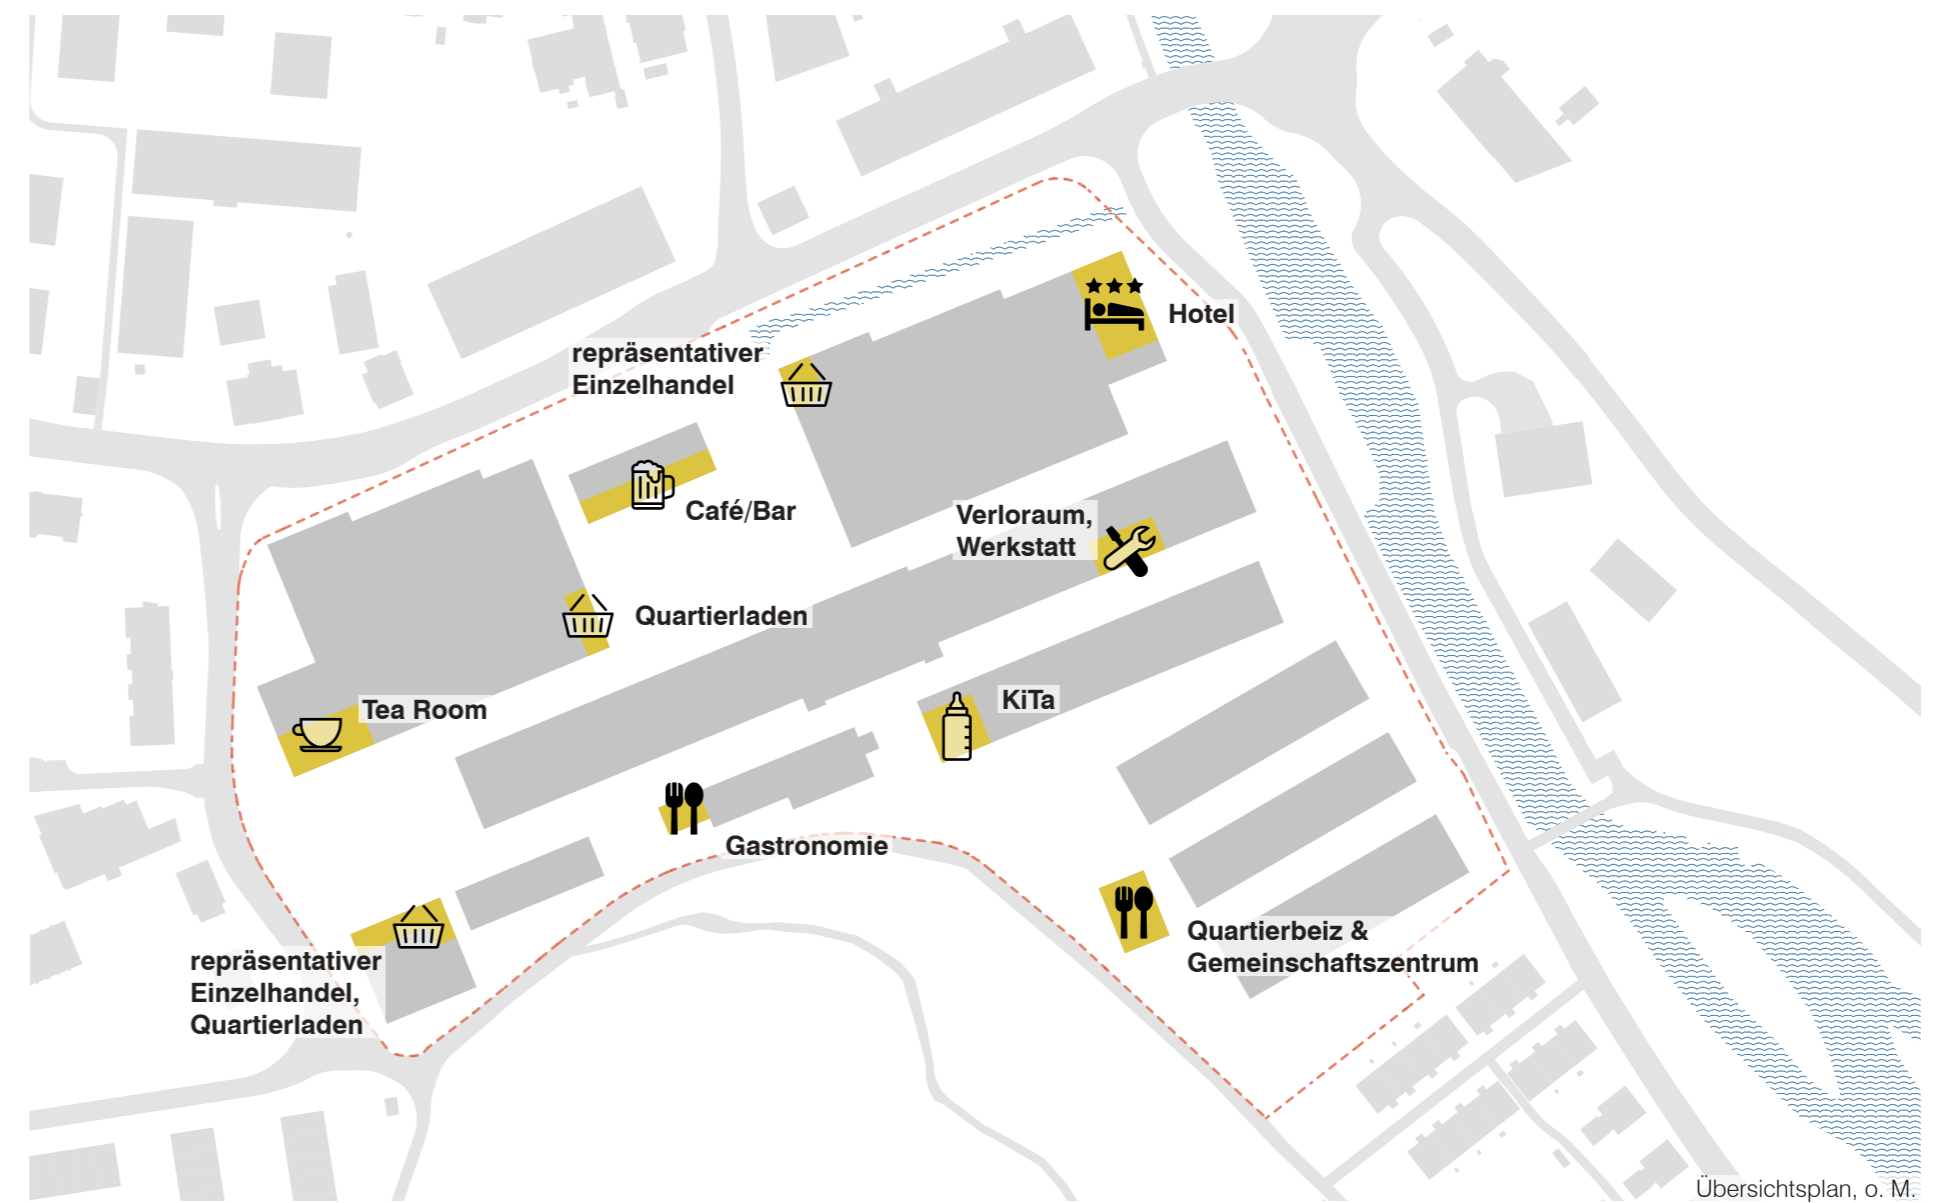 Hotel
repräsentativer
Einzelhandel
Café/Bar
Verloraum,
Werkstatt
Quartierladen
Tea Room
KiTa
Gastronomie
Quartierbeiz &
Gemeinschaftszentrum
repräsentativer
Einzelhandel,
Quartierladen
Übersichtsplan, o. M.